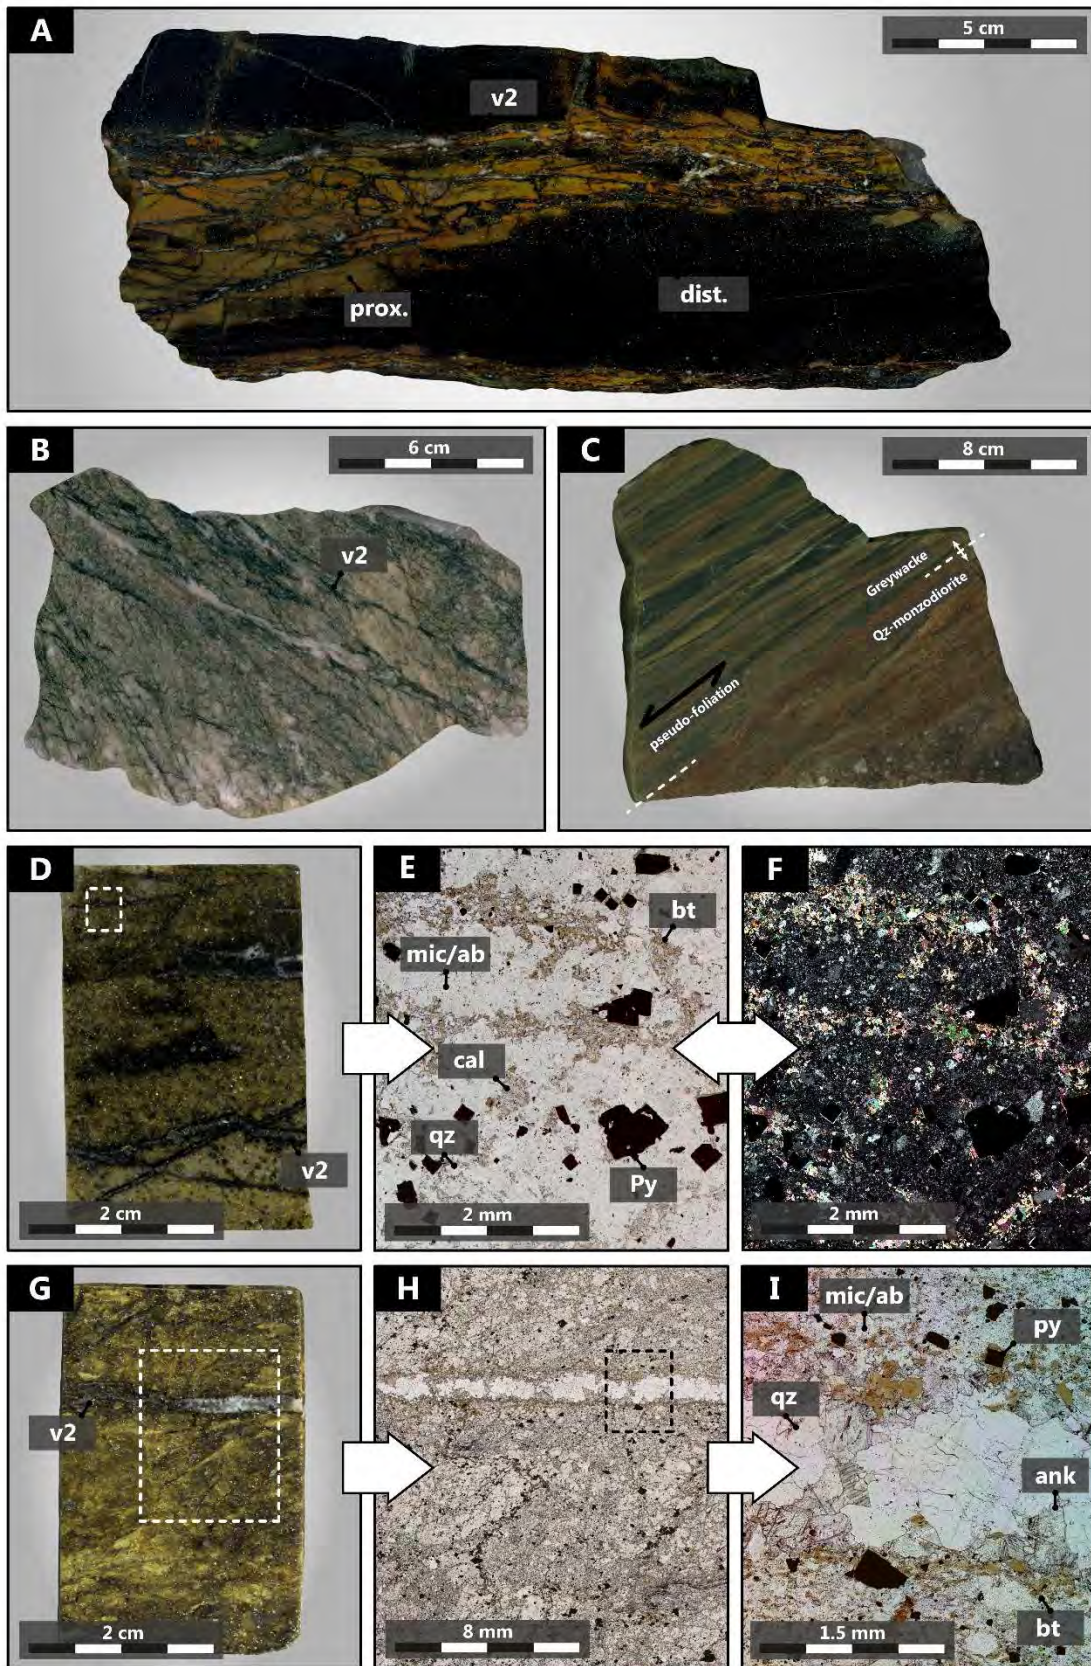 A
5 cm
v2
prox.
dist.
B
6 cm
v2
C
8 cm
Greywacke
Qz-monzodiorite
pseudo-foliation
D
v2
2 cm
E
bt
mic/ab
cal
qz
Py
2 mm
F
2 mm
G
v2
2 cm
H
8 mm
I
mic/ab
py
qz
ank
bt
1.5 mm